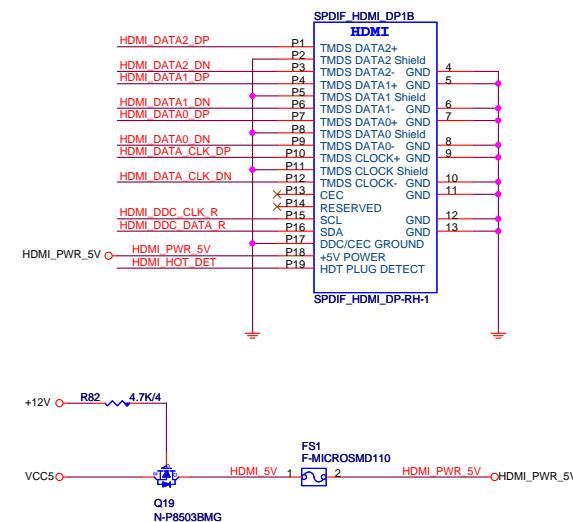 SPDIF_HDMI_DP1B
HDMI
HDMI_DATA2_DP P1 TMDS DATA2+
P2 TMDS DATA2 Shield
HDMI_DATA2_DN P3 TMDS DATA2- GND 4
HDMI_DATA1_DP P4 TMDS DATA1+ GND 5
P5 TMDS DATA1 Shield
HDMI_DATA1_DN P6 TMDS DATA1- GND 6
HDMI_DATA0_DP P7 TMDS DATA0+ GND 7
P8 TMDS DATA0 Shield
HDMI_DATA0_DN P9 TMDS DATA0- GND 8
HDMI_DATA_CLK_DP P10 TMDS CLOCK+ GND 9
P11 TMDS CLOCK Shield
HDMI_DATA_CLK_DN P12 TMDS CLOCK- GND 10
P13 CEC GND 11
P14 RESERVED
HDMI_DDC_CLK_R P15 SCL GND 12
HDMI_DDC_DATA_R P16 SDA GND 13
P17 DDC/CEC GROUND
HDMI_PWR_5V HDMI_PWR_5V P18 +5V POWER
HDMI_HOT_DET P19 HDT PLUG DETECT
SPDIF_HDMI_DP-RH-1
+12V R82 4.7K/4
FS1
F-MICROSMD110
VCC5 HDMI_5V 1 2 HDMI_PWR_5V HDMI_PWR_5V
Q19
N-P8503BMG